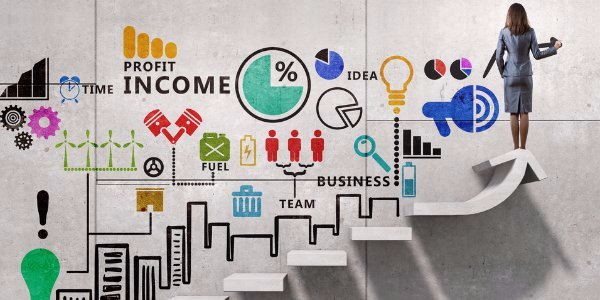 PROFIT
INCOME
%
IDEA
TIME
FUEL
BUSINESS
TEAM
!